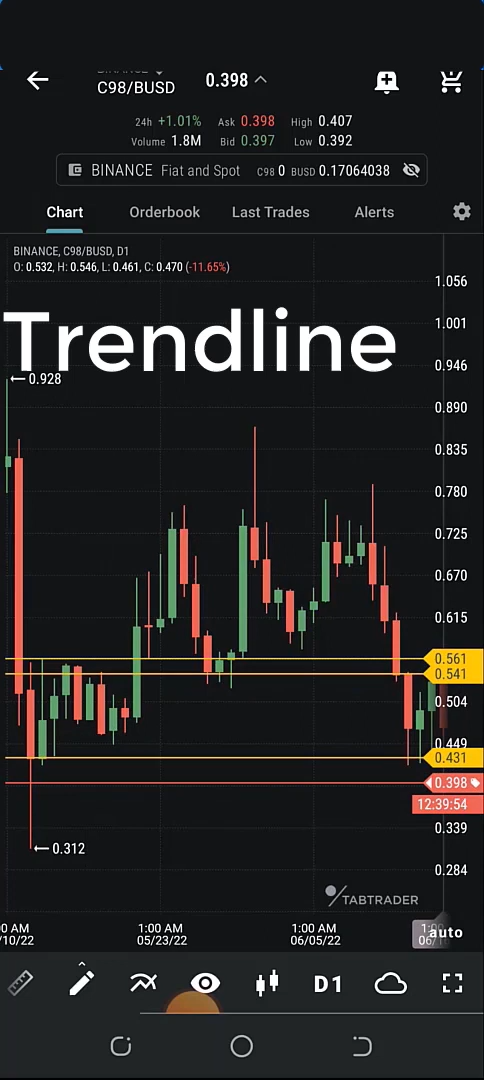 C98/BUSD 0.398
24h +1.01% Ask 0.398 High 0.407
Volume 1.8M Bid 0.397 Low 0.392
BINANCE Fiat and Spot C98 0 BUSD 0.17064038
Chart Orderbook Last Trades Alerts
BINANCE, C98/BUSD, D1
O: 0.532, H: 0.546, L: 0.461, C: 0.470 (-11.65%)
1.056
Trendline
1.001
0.946
0.928
0.890
0.835
0.780
0.725
0.670
0.615
0.561
0.541
0.504
0.449
0.431
0.398
12:39:54
0.339
0.312
0.284
TABTRADER
0 AM 1:00 AM 1:00 AM
/10/22 05/23/22 06/05/22
auto
D1